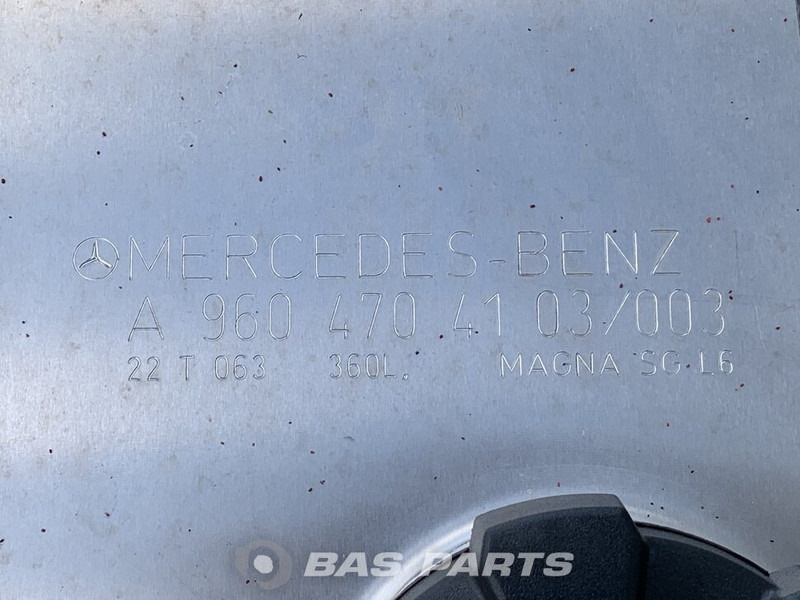 MERCEDES-BENZ
A 960 470 41 03/003
22 T 063 360L. MAGNA SG L6
BAS PARTS